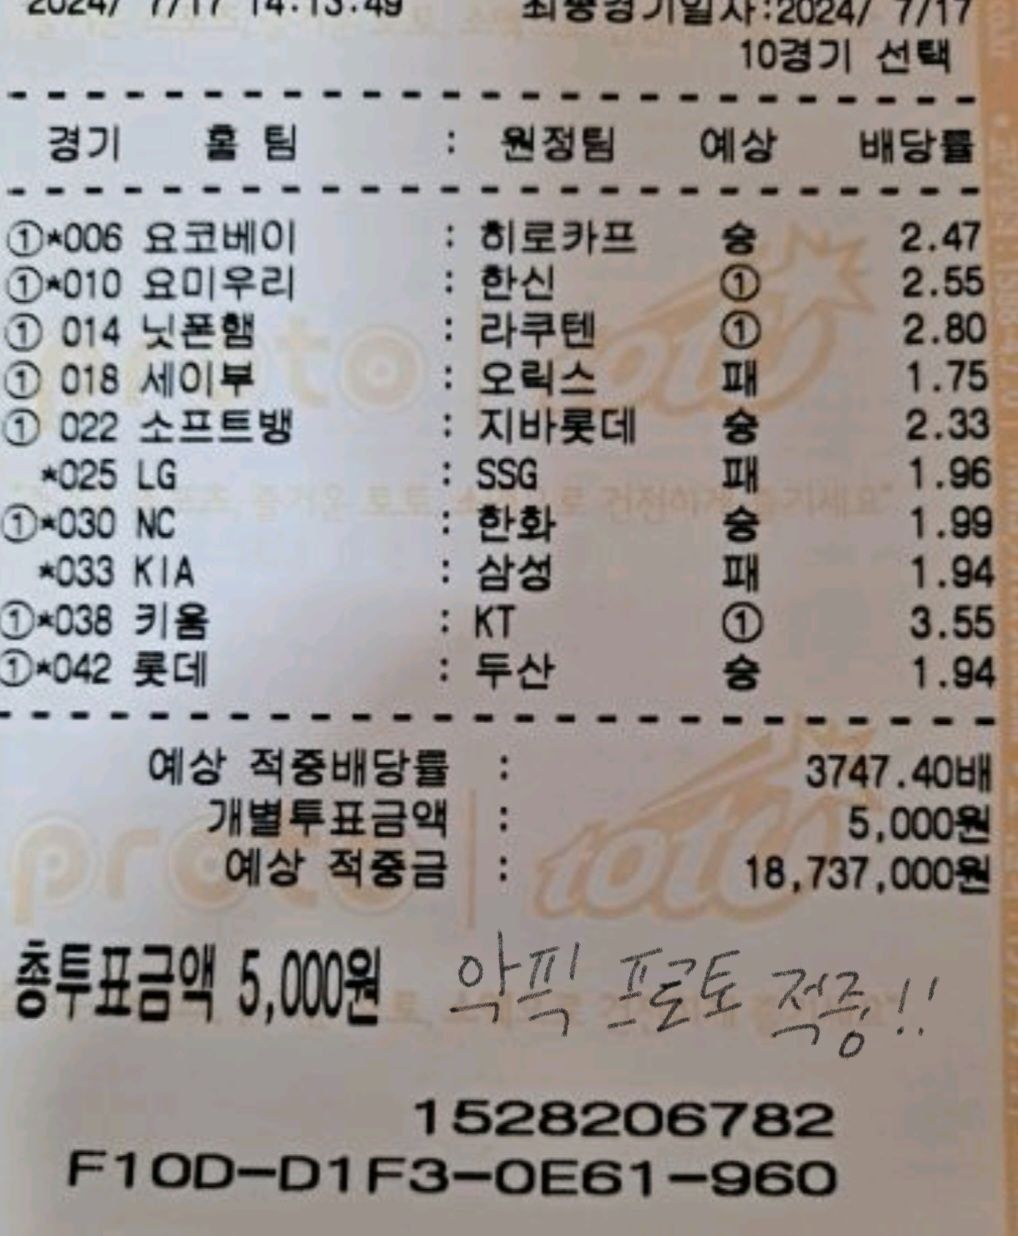 2024/ 7/17 14:13:49 최종경기일자:2024/ 7/17
10경기 선택
경기 홈 팀 : 원정팀 예상 배당률
①*006 요코베이 : 히로카프 승 2.47
①*010 요미우리 : 한신 ① 2.55
① 014 닛폰햄 : 라쿠텐 ① 2.80
① 018 세이부 : 오릭스 패 1.75
① 022 소프트뱅 : 지바롯데 승 2.33
*025 LG : SSG 패 1.96
①*030 NC : 한화 승 1.99
*033 KIA : 삼성 패 1.94
①*038 키움 : KT ① 3.55
①*042 롯데 : 두산 승 1.94
예상 적중배당률 : 3747.40배
개별투표금액 : 5,000원
예상 적중금 : 18,737,000원
proto toto
총투표금액 5,000원 악픽 프로토 적중!!
1528206782
F10D-D1F3-0E61-960